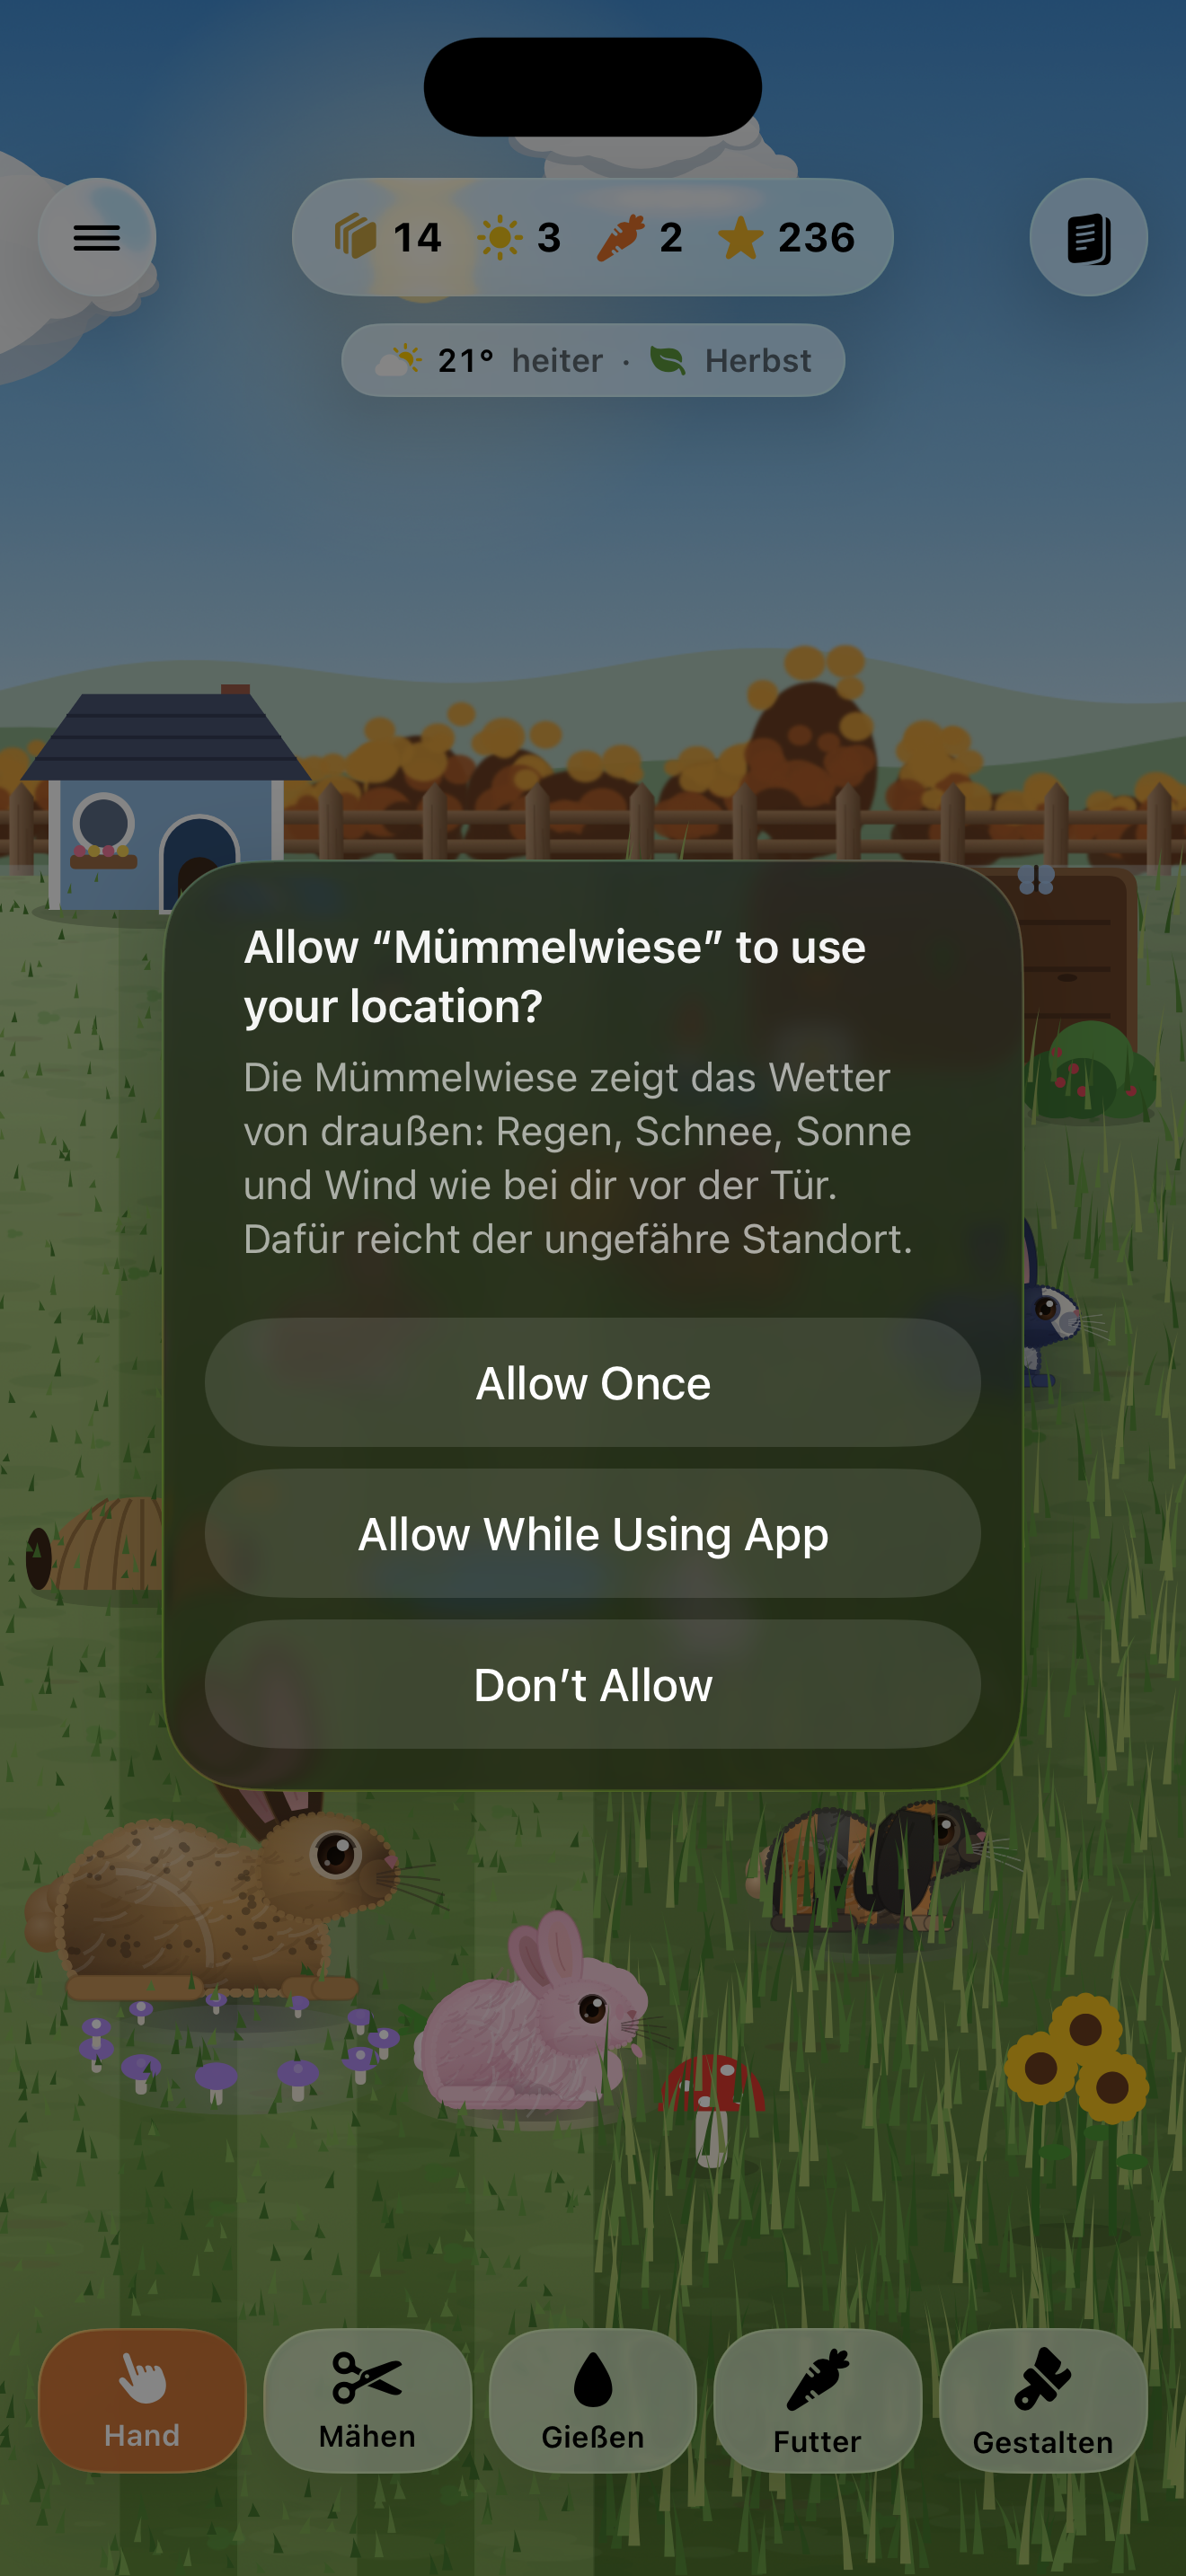 14 3 2 236
21° heiter · Herbst
Allow “Mümmelwiese” to use
your location?
Die Mümmelwiese zeigt das Wetter
von draußen: Regen, Schnee, Sonne
und Wind wie bei dir vor der Tür.
Dafür reicht der ungefähre Standort.
Allow Once
Allow While Using App
Don’t Allow
Hand
Mähen
Gießen
Futter
Gestalten